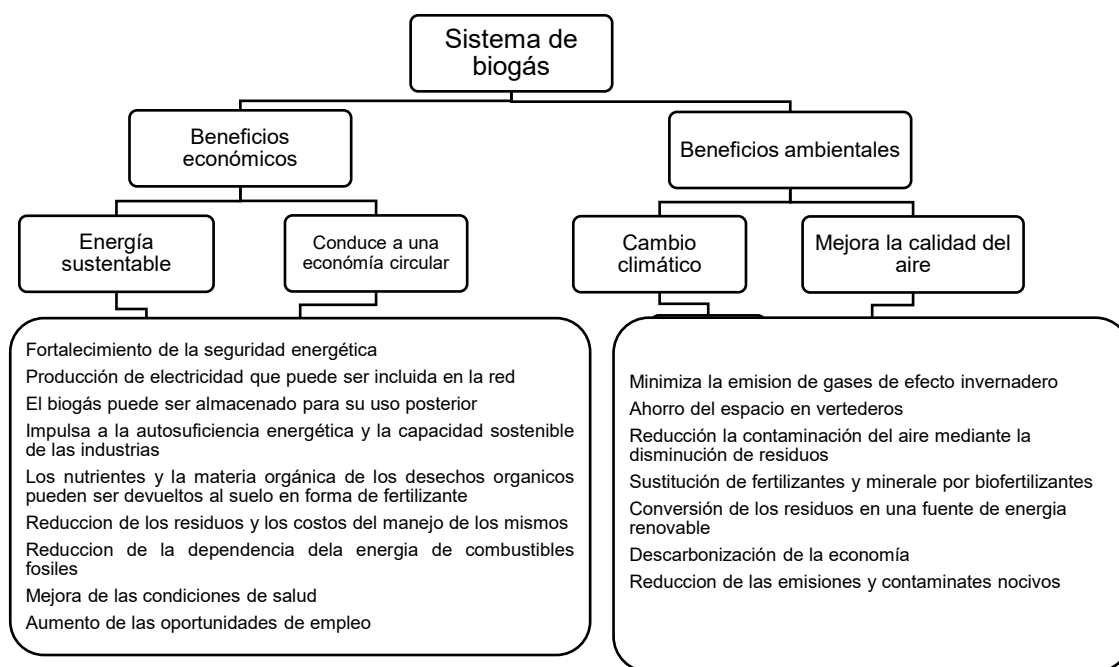 Sistema de
biogás
Beneficios
económicos
Beneficios ambientales
Energía
sustentable
Conduce a una
económía circular
Cambio
climático
Mejora la calidad del
aire
Fortalecimiento de la seguridad energética
Producción de electricidad que puede ser incluida en la red
El biogás puede ser almacenado para su uso posterior
Impulsa a la autosuficiencia energética y la capacidad sostenible
de las industrias
Los nutrientes y la materia orgánica de los desechos organicos
pueden ser devueltos al suelo en forma de fertilizante
Reduccion de los residuos y los costos del manejo de los mismos
Reduccion de la dependencia dela energia de combustibles
fosiles
Mejora de las condiciones de salud
Aumento de las oportunidades de empleo
Minimiza la emision de gases de efecto invernadero
Ahorro del espacio en vertederos
Reducción la contaminación del aire mediante la
disminución de residuos
Sustitución de fertilizantes y minerale por biofertilizantes
Conversión de los residuos en una fuente de energia
renovable
Descarbonización de la economía
Reduccion de las emisiones y contaminates nocivos